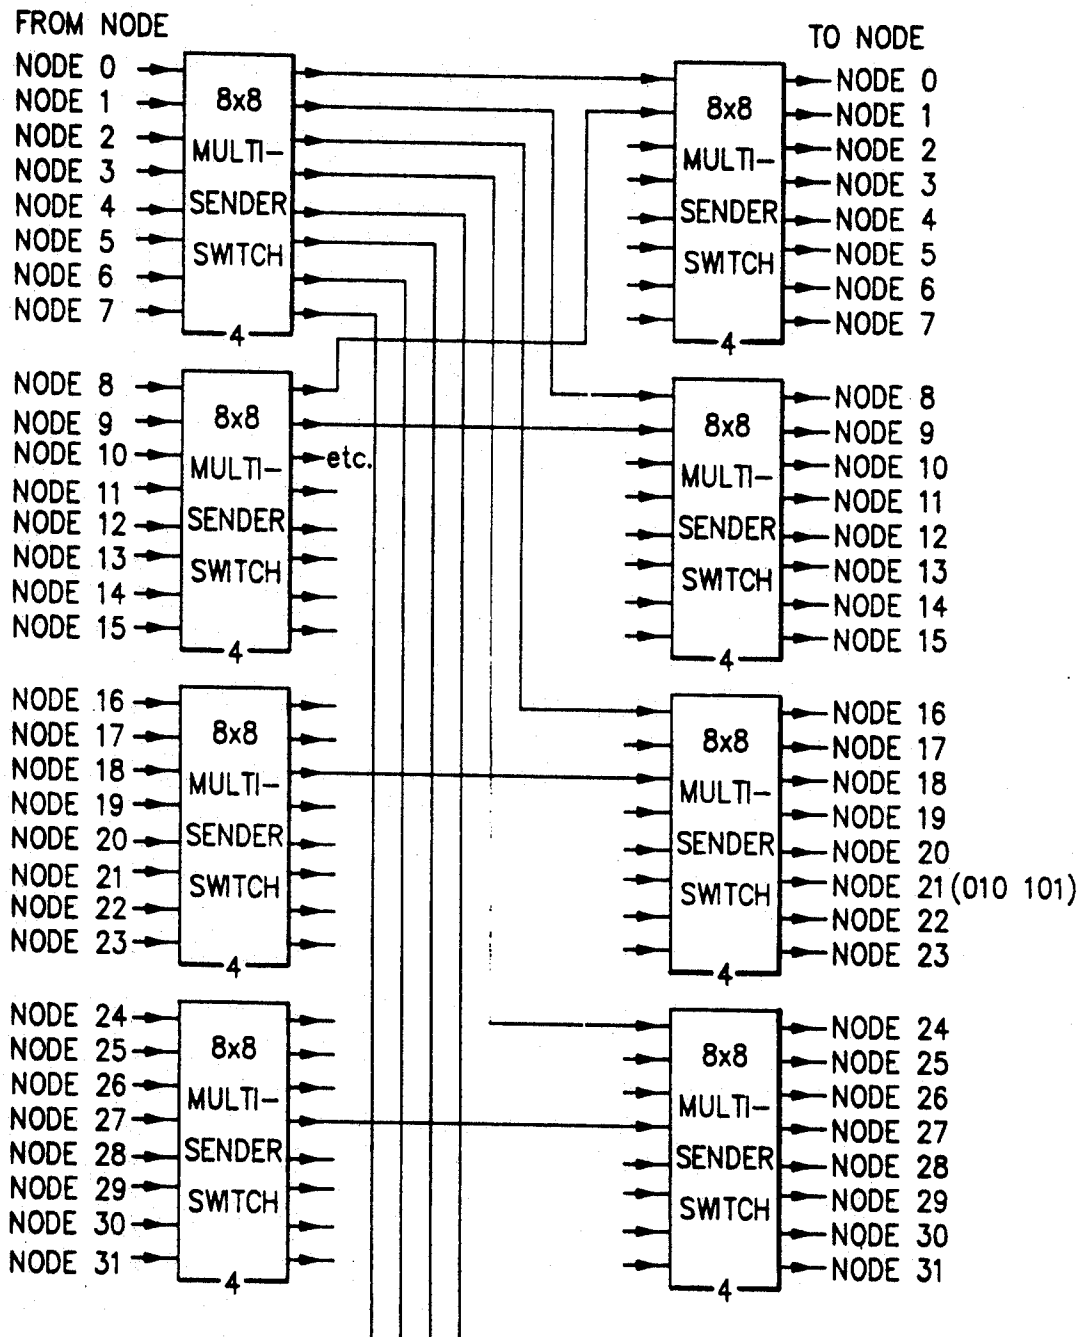 FROM NODE
NODE 0
NODE 1
NODE 2
NODE 3
NODE 4
NODE 5
NODE 6
NODE 7
8x8
MULTI-
SENDER
SWITCH
4
NODE 8
NODE 9
NODE 10
NODE 11
NODE 12
NODE 13
NODE 14
NODE 15
8x8
MULTI-
SENDER
SWITCH
4
etc.
NODE 16
NODE 17
NODE 18
NODE 19
NODE 20
NODE 21
NODE 22
NODE 23
8x8
MULTI-
SENDER
SWITCH
4
NODE 24
NODE 25
NODE 26
NODE 27
NODE 28
NODE 29
NODE 30
NODE 31
8x8
MULTI-
SENDER
SWITCH
4
TO NODE
8x8
MULTI-
SENDER
SWITCH
4
NODE 0
NODE 1
NODE 2
NODE 3
NODE 4
NODE 5
NODE 6
NODE 7
8x8
MULTI-
SENDER
SWITCH
4
NODE 8
NODE 9
NODE 10
NODE 11
NODE 12
NODE 13
NODE 14
NODE 15
8x8
MULTI-
SENDER
SWITCH
4
NODE 16
NODE 17
NODE 18
NODE 19
NODE 20
NODE 21 (010 101)
NODE 22
NODE 23
8x8
MULTI-
SENDER
SWITCH
4
NODE 24
NODE 25
NODE 26
NODE 27
NODE 28
NODE 29
NODE 30
NODE 31